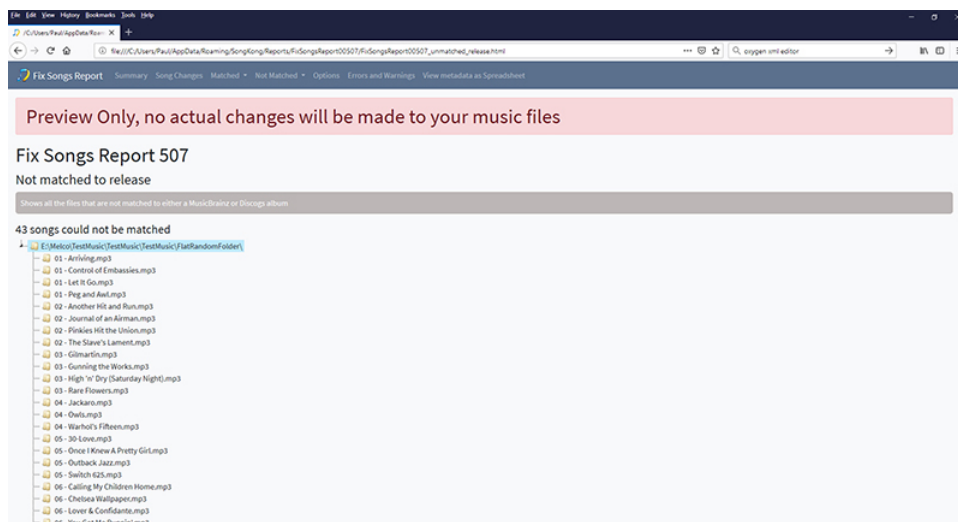 File Edit View History Bookmarks Tools Help
/C:/Users/Paul/AppData/Roam
file:///C:/Users/Paul/AppData/Roaming/SongKong/Reports/FixSongsReport00507/FixSongsReport00507_unmatched_release.html
oxygen xml editor
Fix Songs Report Summary Song Changes Matched Not Matched Options Errors and Warnings View metadata as Spreadsheet
Preview Only, no actual changes will be made to your music files
Fix Songs Report 507
Not matched to release
Shows all the files that are not matched to either a MusicBrainz or Discogs album
43 songs could not be matched
E:\Melco\TestMusic\TestMusic\TestMusic\FlatRandomFolder\
01 - Arriving.mp3
01 - Control of Embassies.mp3
01 - Let It Go.mp3
01 - Peg and Awl.mp3
02 - Another Hit and Run.mp3
02 - Journal of an Airman.mp3
02 - Pinkies Hit the Union.mp3
02 - The Slave's Lament.mp3
03 - Gilmartin.mp3
03 - Gunning the Works.mp3
03 - High 'n' Dry (Saturday Night).mp3
03 - Rare Flowers.mp3
04 - Jackaro.mp3
04 - Owls.mp3
04 - Warhol's Fifteen.mp3
05 - 30-Love.mp3
05 - Once I Knew A Pretty Girl.mp3
05 - Outback Jazz.mp3
05 - Switch 625.mp3
06 - Calling My Children Home.mp3
06 - Chelsea Wallpaper.mp3
06 - Lover & Confidante.mp3